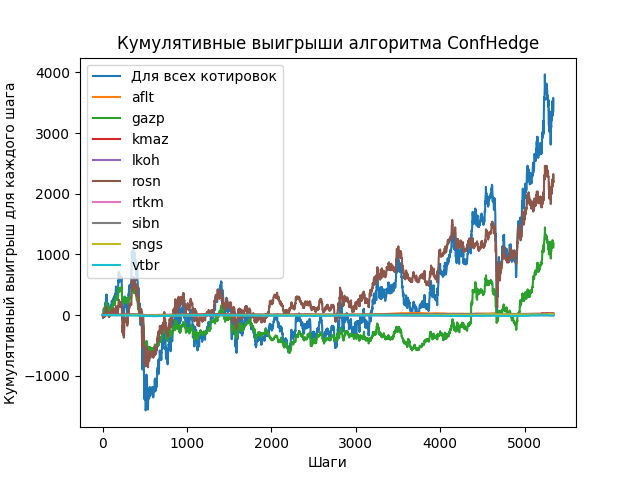 Кумулятивные выигрыши алгоритма ConfHedge
Кумулятивный выигрыш для каждого шага
4000
3000
2000
1000
0
−1000
Для всех котировок
aflt
gazp
kmaz
lkoh
rosn
rtkm
sibn
sngs
vtbr
0 1000 2000 3000 4000 5000
Шаги